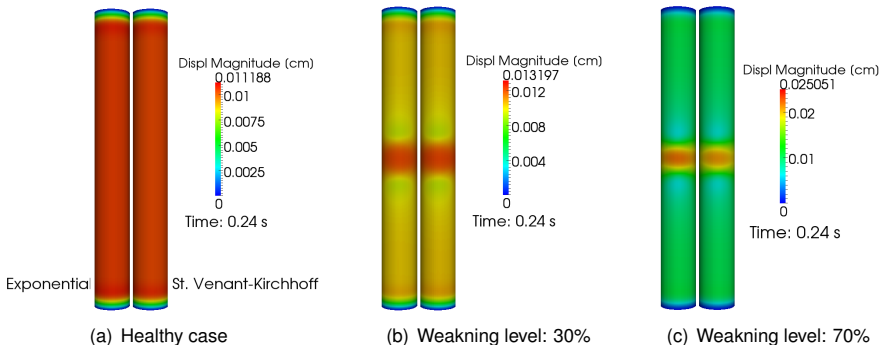 Displ Magnitude [cm]
0.011188
0.01
0.0075
0.005
0.0025
0
Time: 0.24 s
Exponential
St. Venant-Kirchhoff
(a) Healthy case
Displ Magnitude [cm]
0.013197
0.012
0.008
0.004
0
Time: 0.24 s
(b) Weakning level: 30%
Displ Magnitude [cm]
0.025051
0.02
0.01
0
Time: 0.24 s
(c) Weakning level: 70%